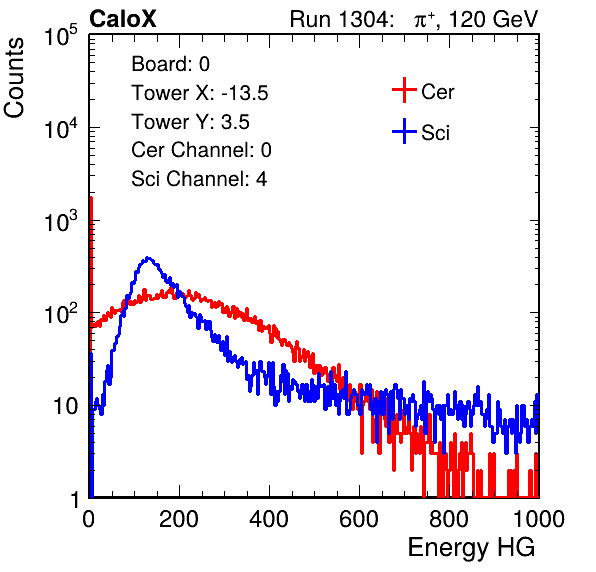 CaloX Run 1304: π⁺, 120 GeV
Counts
Board: 0
Tower X: -13.5
Tower Y: 3.5
Cer Channel: 0
Sci Channel: 4
Cer
Sci
10⁵
10⁴
10³
10²
10
1
0 200 400 600 800 1000
Energy HG